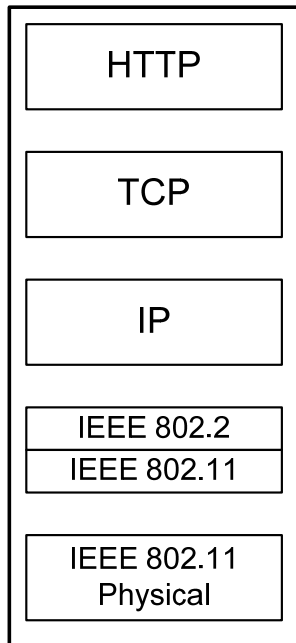 HTTP
TCP
IP
IEEE 802.2
IEEE 802.11
IEEE 802.11
Physical